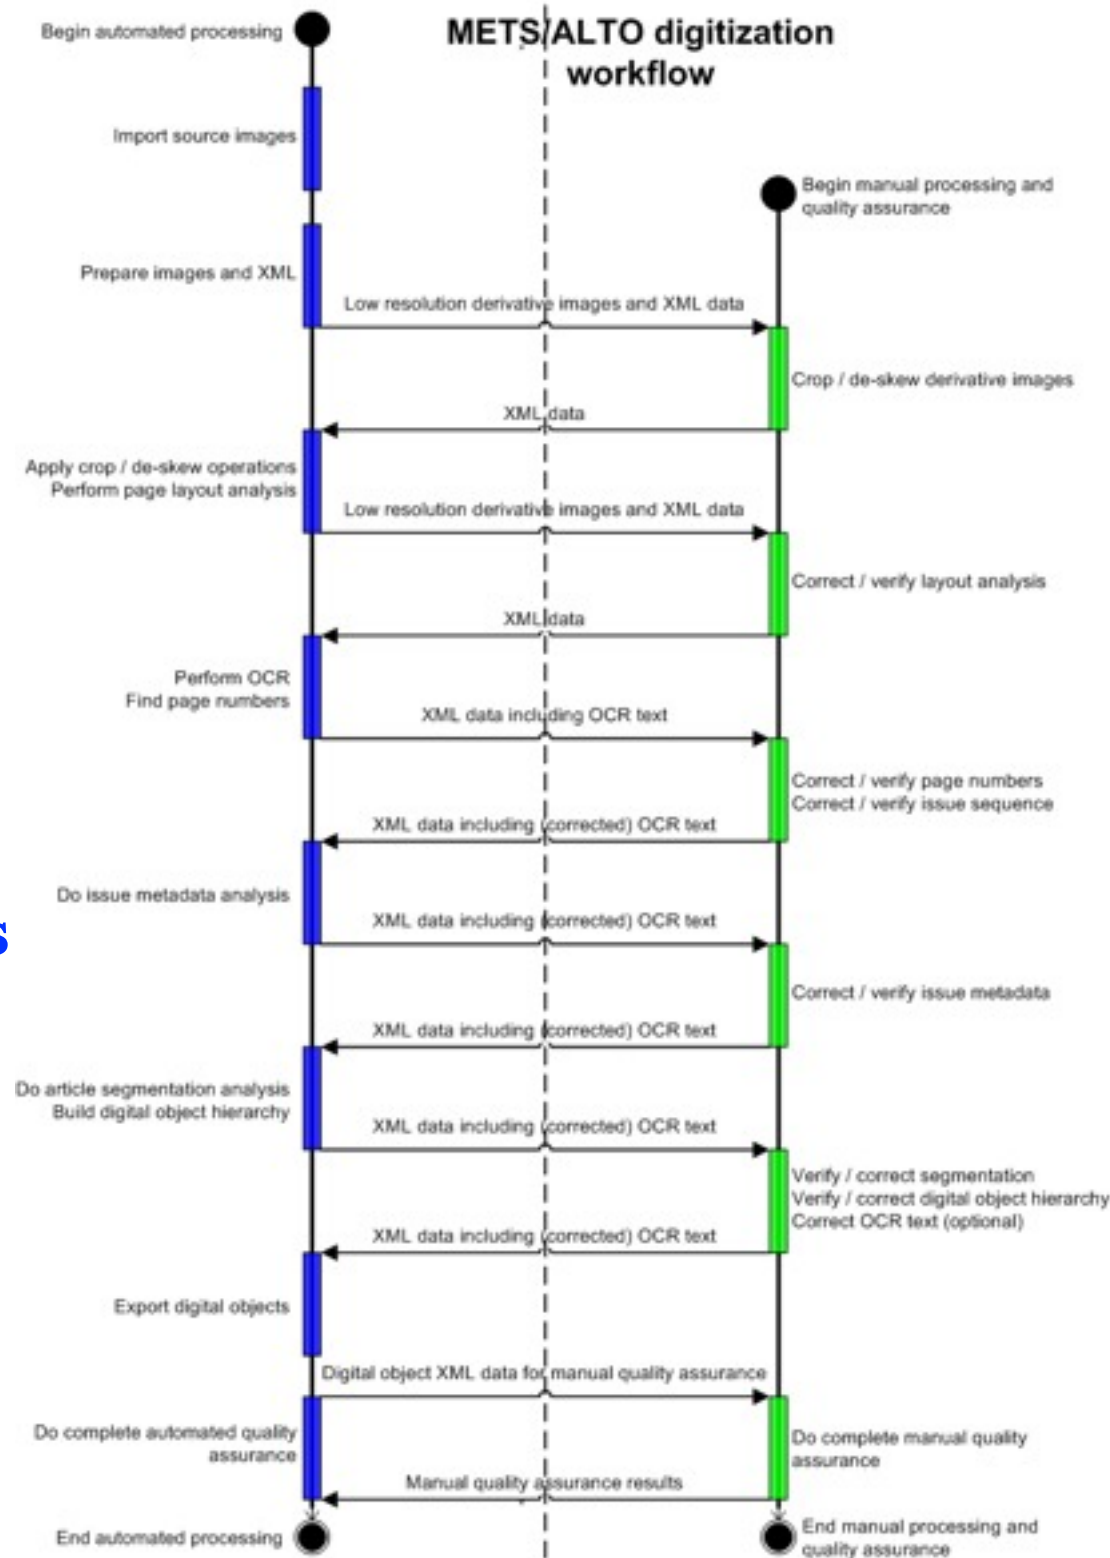 METS/ALTO digitization
workflow
Begin automated processing
Import source images
Begin manual processing and
quality assurance
Prepare images and XML
Low resolution derivative images and XML data
Crop / de-skew derivative images
XML data
Apply crop / de-skew operations
Perform page layout analysis
Low resolution derivative images and XML data
Correct / verify layout analysis
XML data
Perform OCR
Find page numbers
XML data including OCR text
Correct / verify page numbers
Correct / verify issue sequence
XML data including (corrected) OCR text
Do issue metadata analysis
XML data including (corrected) OCR text
s
Correct / verify issue metadata
XML data including (corrected) OCR text
Do article segmentation analysis
Build digital object hierarchy
XML data including (corrected) OCR text
Verify / correct segmentation
Verify / correct digital object hierarchy
Correct OCR text (optional)
XML data including (corrected) OCR text
Export digital objects
Digital object XML data for manual quality assurance
Do complete automated quality
assurance
Do complete manual quality
assurance
Manual quality assurance results
End automated processing
End manual processing and
quality assurance